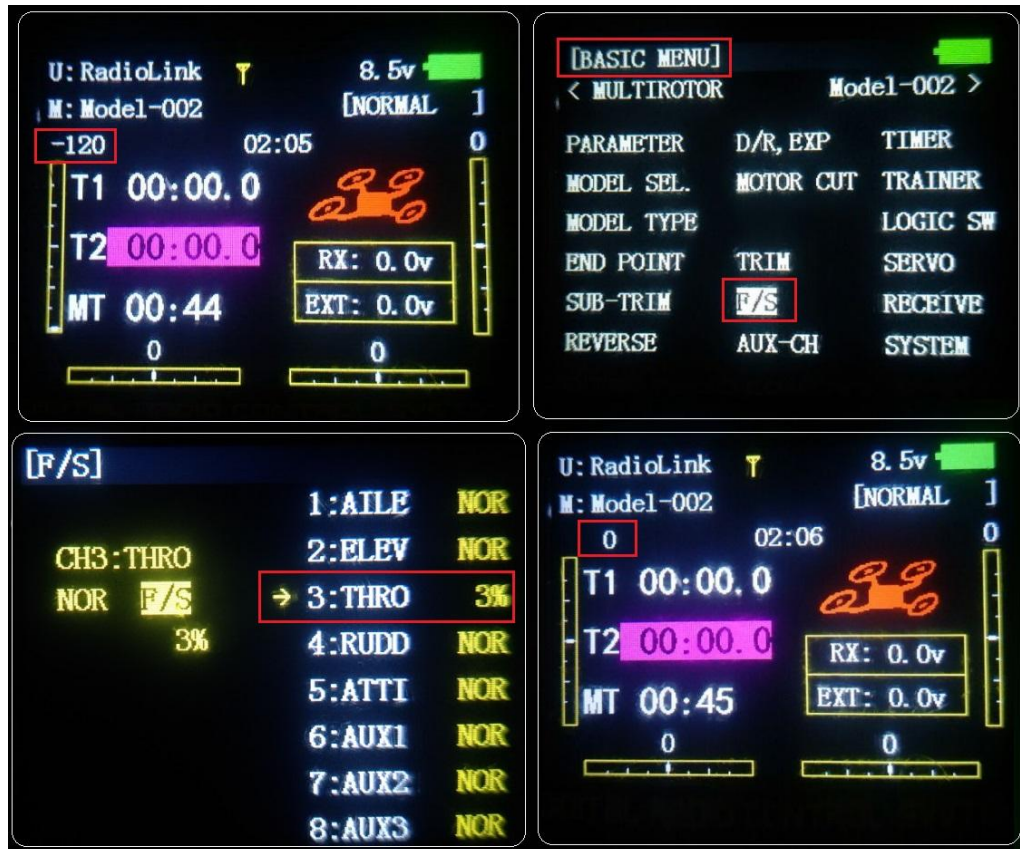 U: RadioLink 8.5v
M: Model-002 [NORMAL ]
-120 02:05 0
T1 00:00.0
T2 00:00.0
RX: 0.0v
MT 00:44
EXT: 0.0v
0 0
[BASIC MENU]
< MULTIROTOR Model-002 >
PARAMETER D/R,EXP TIMER
MODEL SEL. MOTOR CUT TRAINER
MODEL TYPE LOGIC SW
END POINT TRIM SERVO
SUB-TRIM F/S RECEIVE
REVERSE AUX-CH SYSTEM
[F/S]
CH3:THRO
NOR F/S
3%
1:AILE NOR
2:ELEV NOR
→ 3:THRO 3%
4:RUDD NOR
5:ATTI NOR
6:AUX1 NOR
7:AUX2 NOR
8:AUX3 NOR
U: RadioLink 8.5v
M: Model-002 [NORMAL ]
0 02:06 0
T1 00:00.0
T2 00:00.0
RX: 0.0v
MT 00:45
EXT: 0.0v
0 0